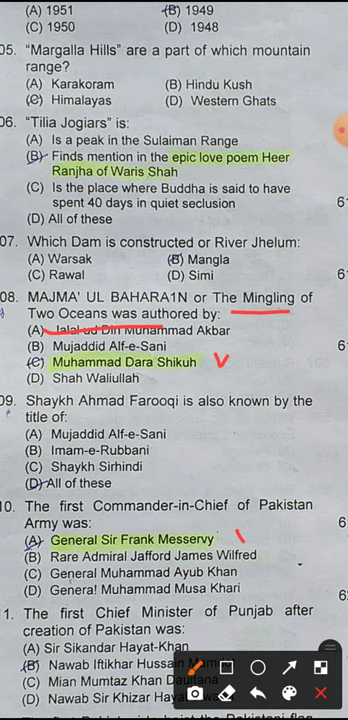 (A) 1951 (B) 1949
(C) 1950 (D) 1948
05. "Margalla Hills" are a part of which mountain
range?
(A) Karakoram (B) Hindu Kush
(C) Himalayas (D) Western Ghats
06. "Tilia Jogiars" is:
(A) Is a peak in the Sulaiman Range
(B) Finds mention in the epic love poem Heer
Ranjha of Waris Shah
(C) Is the place where Buddha is said to have
spent 40 days in quiet seclusion
(D) All of these
07. Which Dam is constructed or River Jhelum:
(A) Warsak (B) Mangla
(C) Rawal (D) Simi
08. MAJMA' UL BAHARA1N or The Mingling of
Two Oceans was authored by:
(A) Jalal ud Din Muhammad Akbar
(B) Mujaddid Alf-e-Sani
(C) Muhammad Dara Shikuh
(D) Shah Waliullah
09. Shaykh Ahmad Farooqi is also known by the
title of:
(A) Mujaddid Alf-e-Sani
(B) Imam-e-Rubbani
(C) Shaykh Sirhindi
(D) All of these
10. The first Commander-in-Chief of Pakistan
Army was:
(A) General Sir Frank Messervy
(B) Rear Admiral Jafford James Wilfred
(C) General Muhammad Ayub Khan
(D) General Muhammad Musa Khari
11. The first Chief Minister of Punjab after
creation of Pakistan was:
(A) Sir Sikandar Hayat-Khan
(B) Nawab Iftikhar Hussain
(C) Mian Mumtaz Khan Daultana
(D) Nawab Sir Khizar